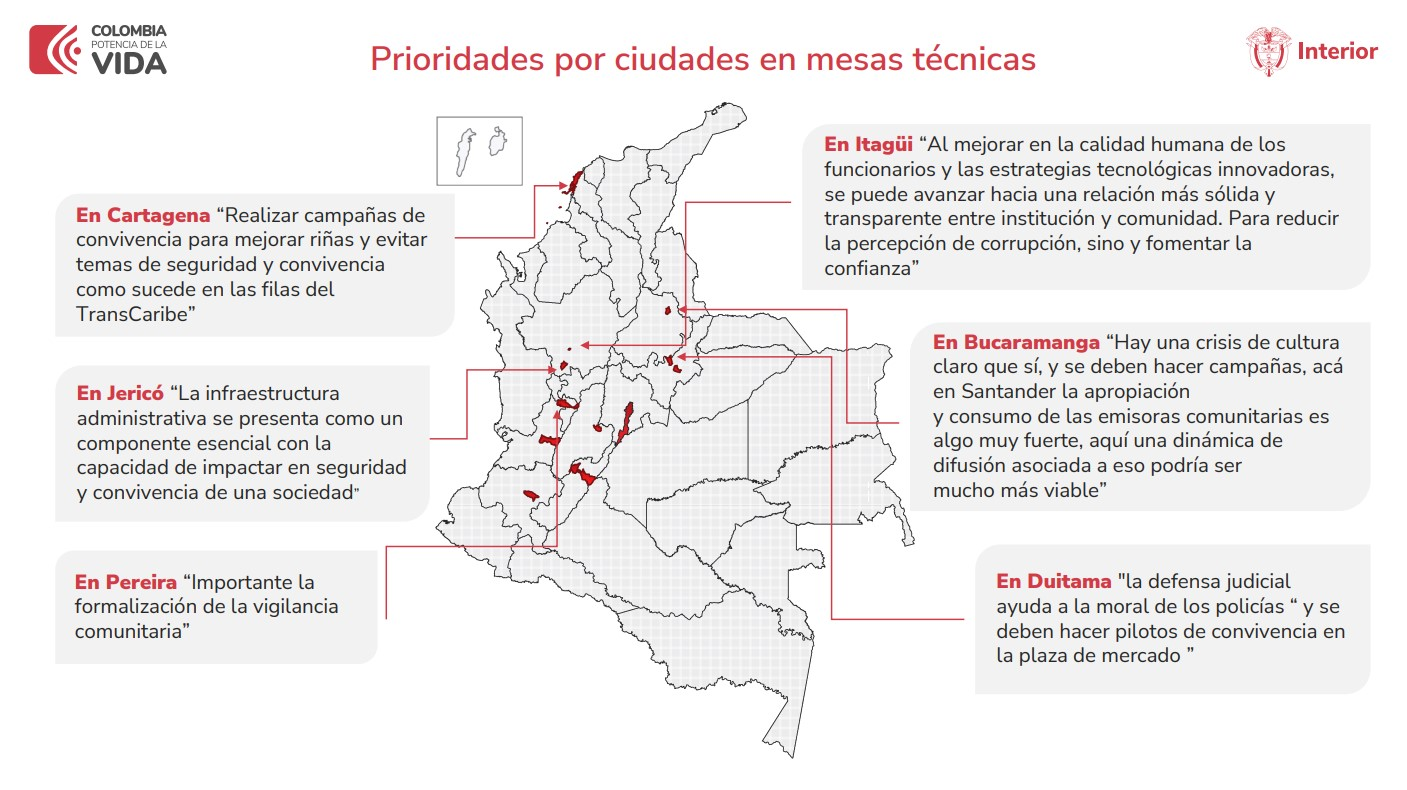 COLOMBIA
POTENCIA DE LA
VIDA
Prioridades por ciudades en mesas técnicas
Interior
En Cartagena “Realizar campañas de
convivencia para mejorar riñas y evitar
temas de seguridad y convivencia
como sucede en las filas del
TransCaribe”
En Jericó “La infraestructura
administrativa se presenta como un
componente esencial con la
capacidad de impactar en seguridad
y convivencia de una sociedad”
En Pereira “Importante la
formalización de la vigilancia
comunitaria”
En Itagüi “Al mejorar en la calidad humana de los
funcionarios y las estrategias tecnológicas innovadoras,
se puede avanzar hacia una relación más sólida y
transparente entre institución y comunidad. Para reducir
la percepción de corrupción, sino y fomentar la
confianza”
En Bucaramanga “Hay una crisis de cultura
claro que sí, y se deben hacer campañas, acá
en Santander la apropiación
y consumo de las emisoras comunitarias es
algo muy fuerte, aquí una dinámica de
difusión asociada a eso podría ser
mucho más viable”
En Duitama "la defensa judicial
ayuda a la moral de los policías “ y se
deben hacer pilotos de convivencia en
la plaza de mercado ”